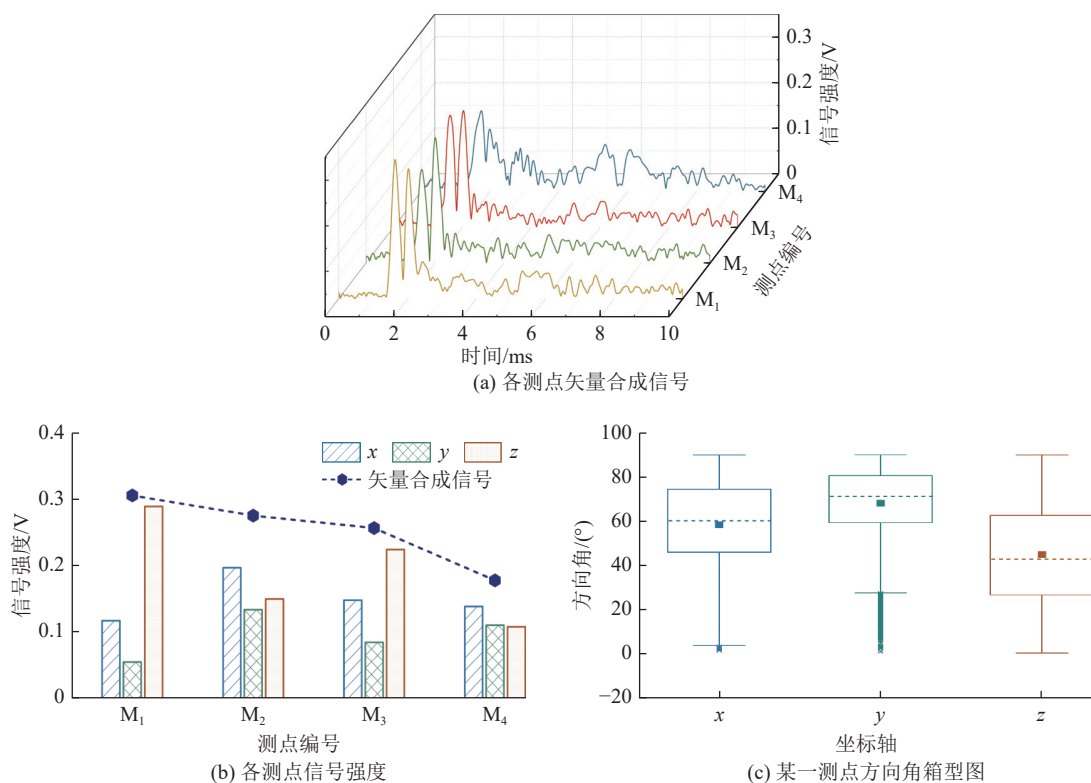 0.3
0.2
0.1
0
信号强度/V
M₄
M₃
M₂
M₁
测点编号
0 2 4 6 8 10
时间/ms
(a) 各测点矢量合成信号
0.4
0.3
0.2
0.1
0
信号强度/V
x y z
矢量合成信号
M₁ M₂ M₃ M₄
测点编号
(b) 各测点信号强度
100
80
60
40
20
0
−20
方向角/(°)
x y z
坐标轴
(c) 某一测点方向角箱型图